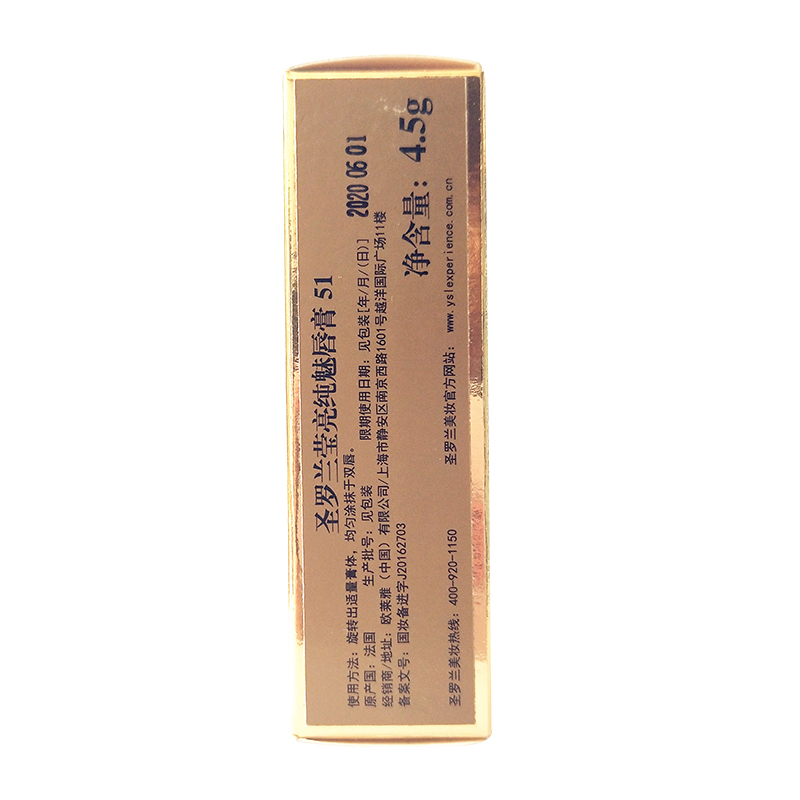 圣罗兰莹亮纯魅唇膏 51
使用方法：旋转出适量膏体，均匀涂抹于双唇。
原产国：法国 生产批号：见包装 限期使用日期：见包装[年/月/(日)]
2020 06 01
经销商/地址：欧莱雅（中国）有限公司/上海市静安区南京西路1601号越洋国际广场11楼
备案文号：国妆备进字J20162703
净含量：4.5g
圣罗兰美妆热线：400-920-1150 圣罗兰美妆官方网站：www.yslexperience.com.cn